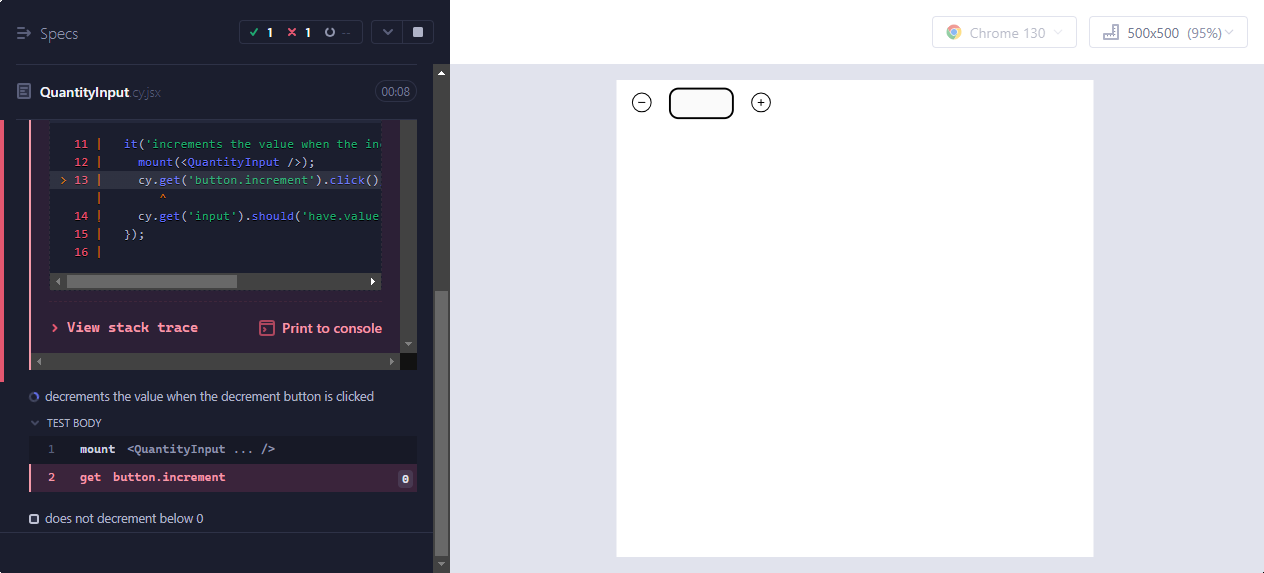 Specs
1 1 --
Chrome 130
500x500 (95%)
QuantityInput.cy.jsx
00:08
11 | it('increments the value when the in
12 | mount(<QuantityInput />);
> 13 | cy.get('button.increment').click()
| ^
14 | cy.get('input').should('have.value
15 | });
16 |
View stack trace
Print to console
decrements the value when the decrement button is clicked
TEST BODY
1 mount <QuantityInput ... />
2 get button.increment 0
does not decrement below 0